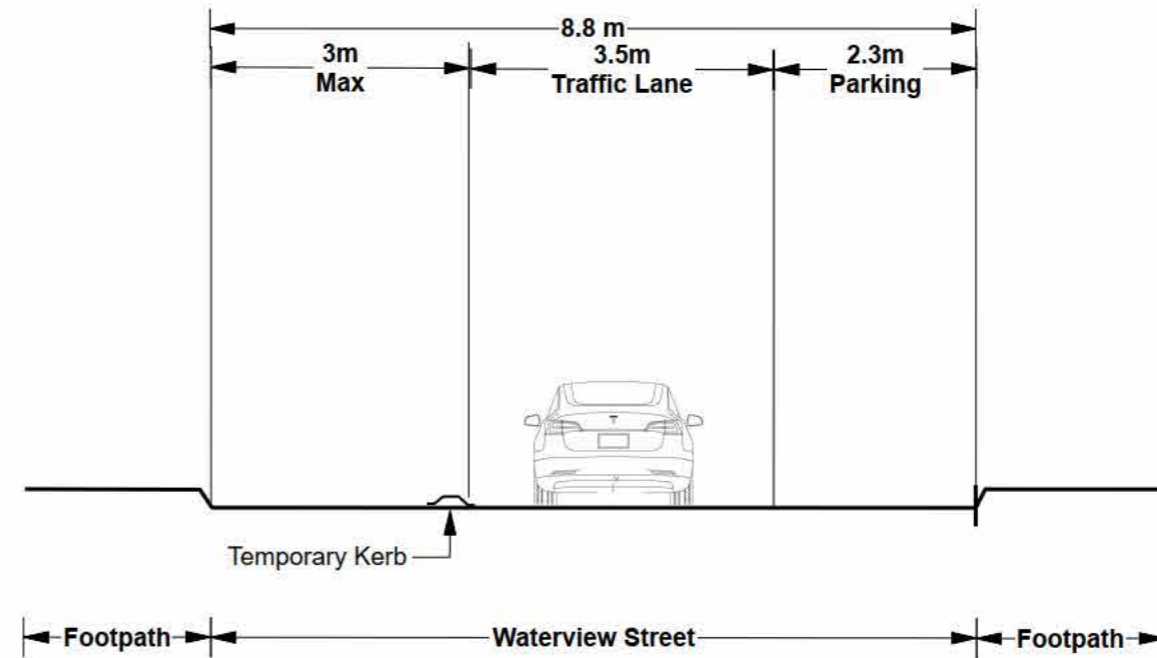 8.8 m
3m
Max
3.5m
Traffic Lane
2.3m
Parking
Temporary Kerb
Footpath
Waterview Street
Footpath